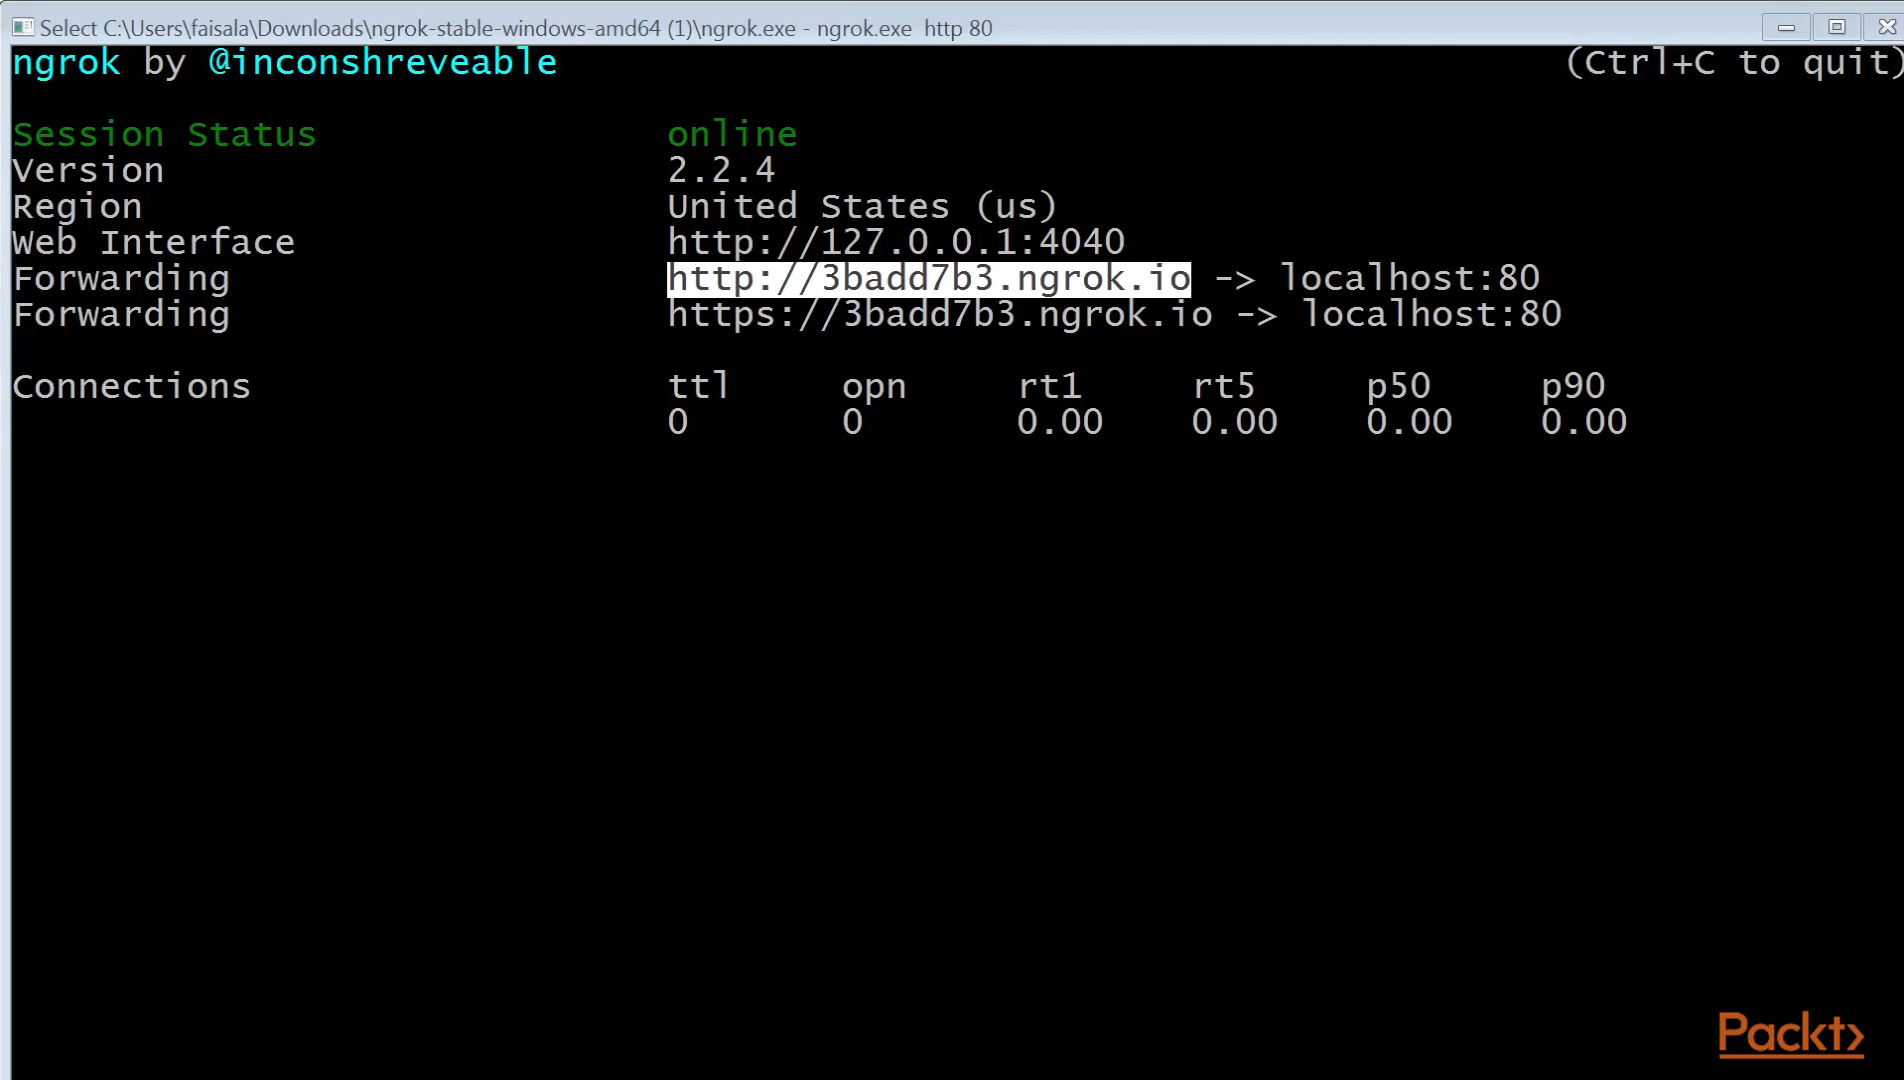 Select C:\Users\faisala\Downloads\ngrok-stable-windows-amd64 (1)\ngrok.exe - ngrok.exe  http 80
ngrok by @inconshreveable (Ctrl+C to quit)
Session Status online
Version 2.2.4
Region United States (us)
Web Interface http://127.0.0.1:4040
Forwarding http://3badd7b3.ngrok.io -> localhost:80
Forwarding https://3badd7b3.ngrok.io -> localhost:80
Connections ttl opn rt1 rt5 p50 p90
0 0 0.00 0.00 0.00 0.00
Packt>